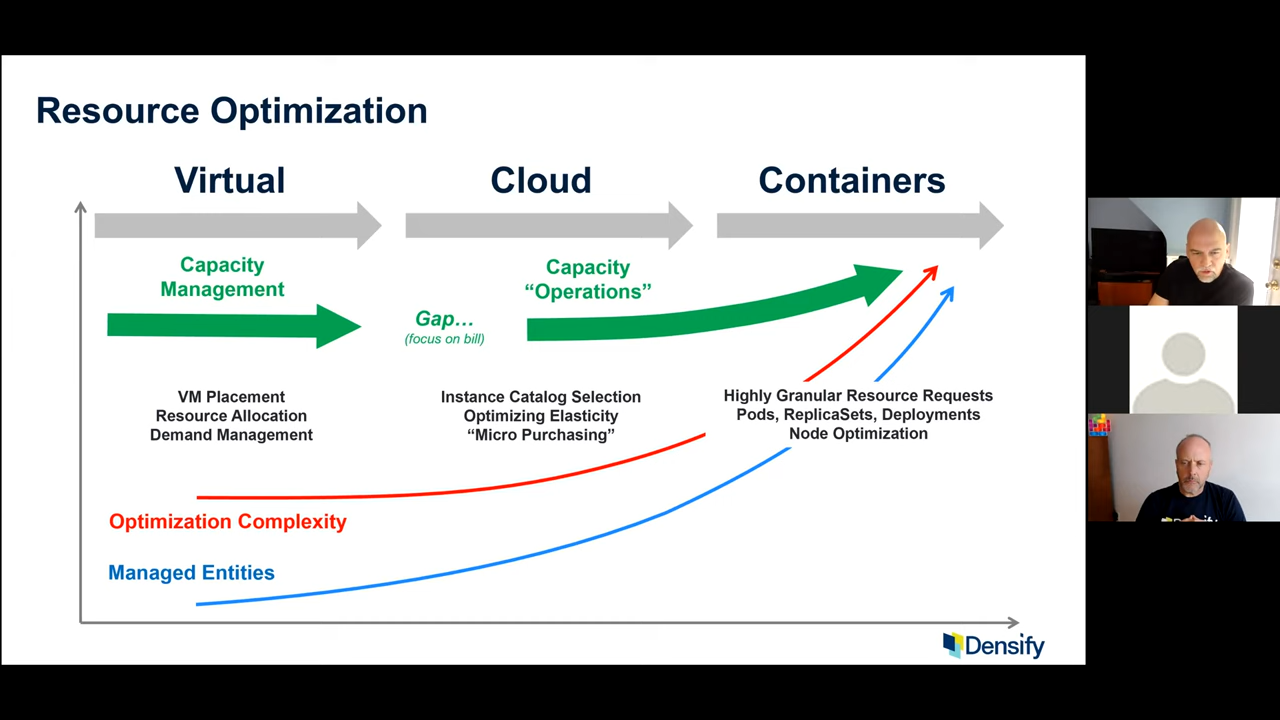 Resource Optimization
Virtual
Cloud
Containers
Capacity
Management
Gap…
(focus on bill)
Capacity
“Operations”
VM Placement
Resource Allocation
Demand Management
Instance Catalog Selection
Optimizing Elasticity
“Micro Purchasing”
Highly Granular Resource Requests
Pods, ReplicaSets, Deployments
Node Optimization
Optimization Complexity
Managed Entities
Densify